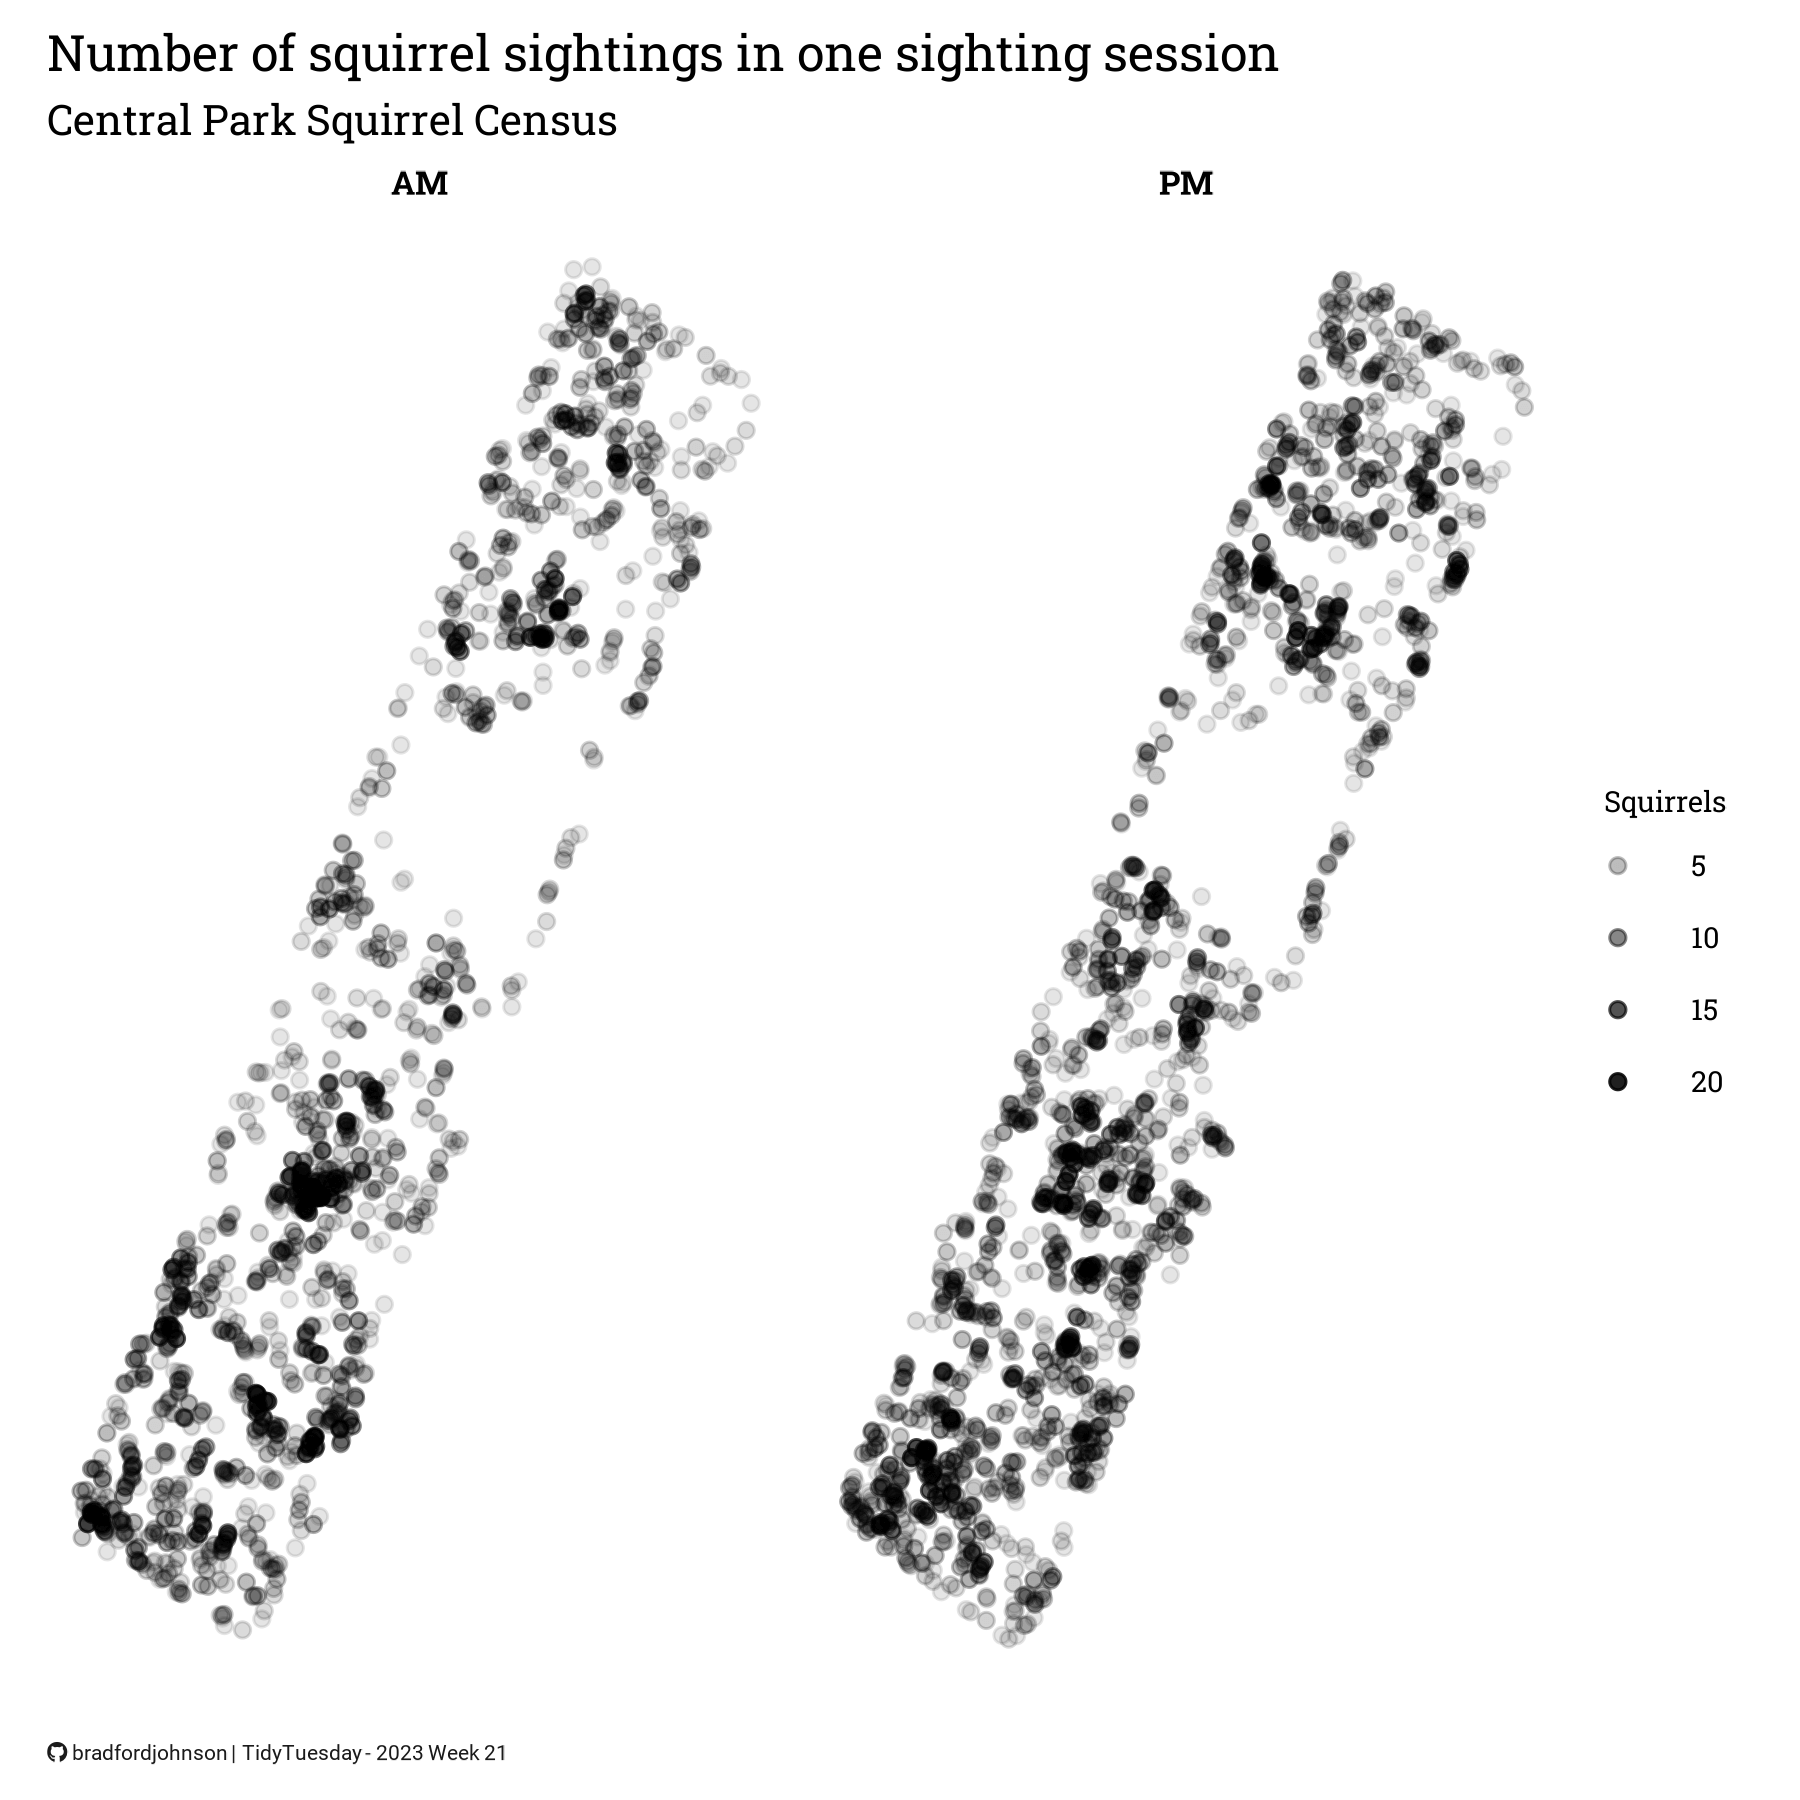 Number of squirrel sightings in one sighting session
Central Park Squirrel Census
AM
PM
Squirrels
5
10
15
20
bradfordjohnson | TidyTuesday - 2023 Week 21